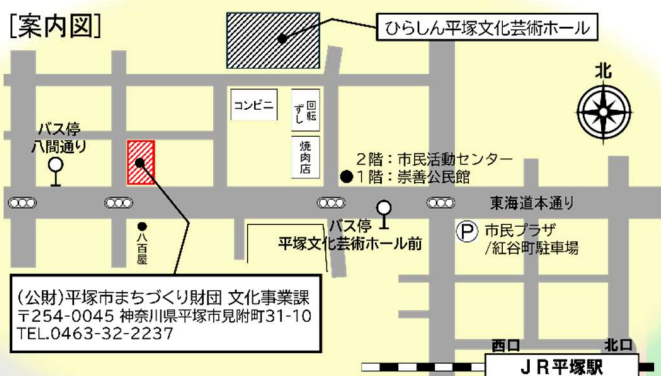 [案内図]
ひらしん平塚文化芸術ホール
北
コンビニ
回転
ずし
焼肉店
バス停
八間通り
2階：市民活動センター
●1階：崇善公民館
東海道本通り
バス停
平塚文化芸術ホール前
Ⓟ 市民プラザ
/紅谷町駐車場
●八百屋
(公財)平塚市まちづくり財団 文化事業課
〒254-0045 神奈川県平塚市見附町31-10
TEL.0463-32-2237
西口
北口
JR平塚駅